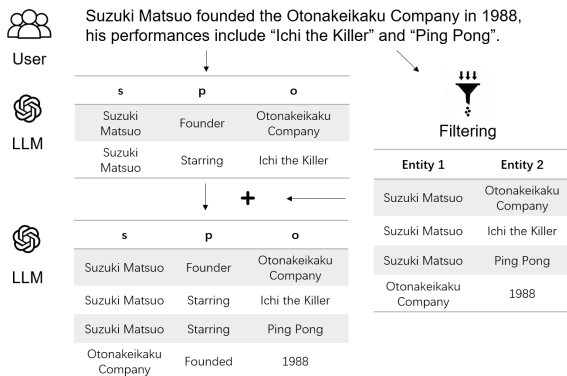 Suzuki Matsuo founded the Otonakeikaku Company in 1988,
his performances include “Ichi the Killer” and “Ping Pong”.
User
s p o
Suzuki
Matsuo
Founder
Otonakeikaku
Company
Suzuki
Matsuo
Starring
Ichi the Killer
LLM
Filtering
Entity 1 Entity 2
Suzuki Matsuo
Otonakeikaku
Company
Suzuki Matsuo Ichi the Killer
Suzuki Matsuo Ping Pong
Otonakeikaku
Company
1988
s p o
Suzuki Matsuo Founder
Otonakeikaku
Company
Suzuki Matsuo Starring Ichi the Killer
Suzuki Matsuo Starring Ping Pong
Otonakeikaku
Company
Founded 1988
LLM